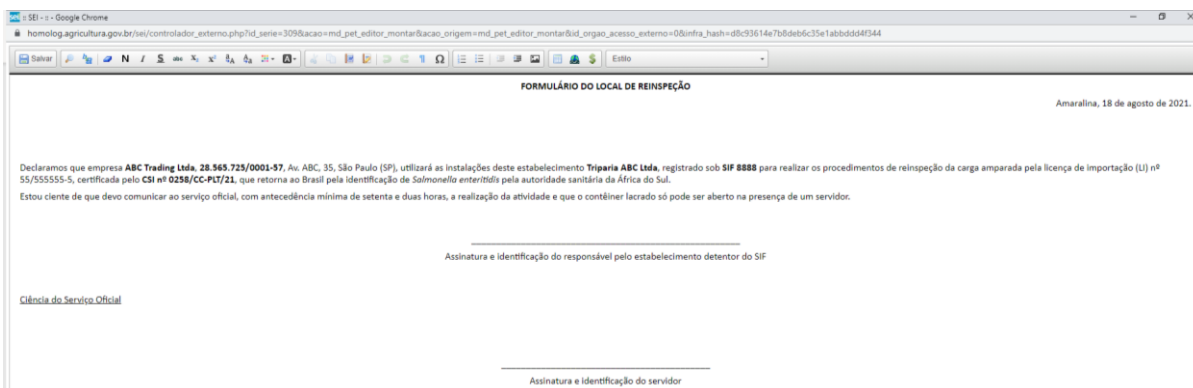 SEI - :: - Google Chrome
homolog.agricultura.gov.br/sei/controlador_externo.php?id_serie=309&acao=md_pet_editor_montar&acao_origem=md_pet_editor_montar&id_orgao_acesso_externo=0&infra_hash=d8c93614e7b8deb6c35e1abbddd4f344
Salvar N I S abc X₂ X² Estilo
FORMULÁRIO DO LOCAL DE REINSPEÇÃO
Amaralina, 18 de agosto de 2021.
Declaramos que empresa ABC Trading Ltda, 28.565.725/0001-57, Av. ABC, 35, São Paulo (SP), utilizará as instalações deste estabelecimento Triparia ABC Ltda, registrado sob SIF 8888 para realizar os procedimentos de reinspeção da carga amparada pela licença de importação (LI) nº
55/555555-5, certificada pelo CSI nº 0258/CC-PLT/21, que retorna ao Brasil pela identificação de Salmonella enteritidis pela autoridade sanitária da África do Sul.
Estou ciente de que devo comunicar ao serviço oficial, com antecedência mínima de setenta e duas horas, a realização da atividade e que o contêiner lacrado só pode ser aberto na presença de um servidor.
Assinatura e identificação do responsável pelo estabelecimento detentor do SIF
Ciência do Serviço Oficial
Assinatura e identificação do servidor